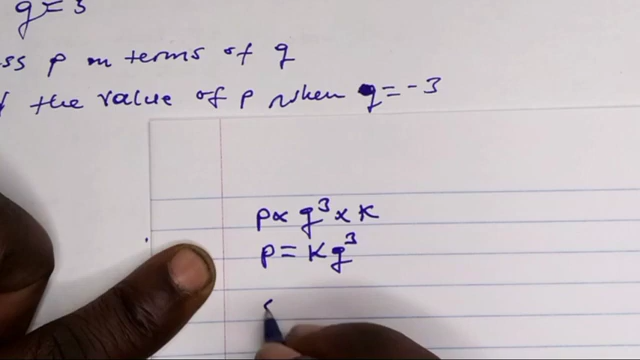 q = 3
ss p in terms of q
the value of p when q = -3
p ∝ q³ × k
p = kq³